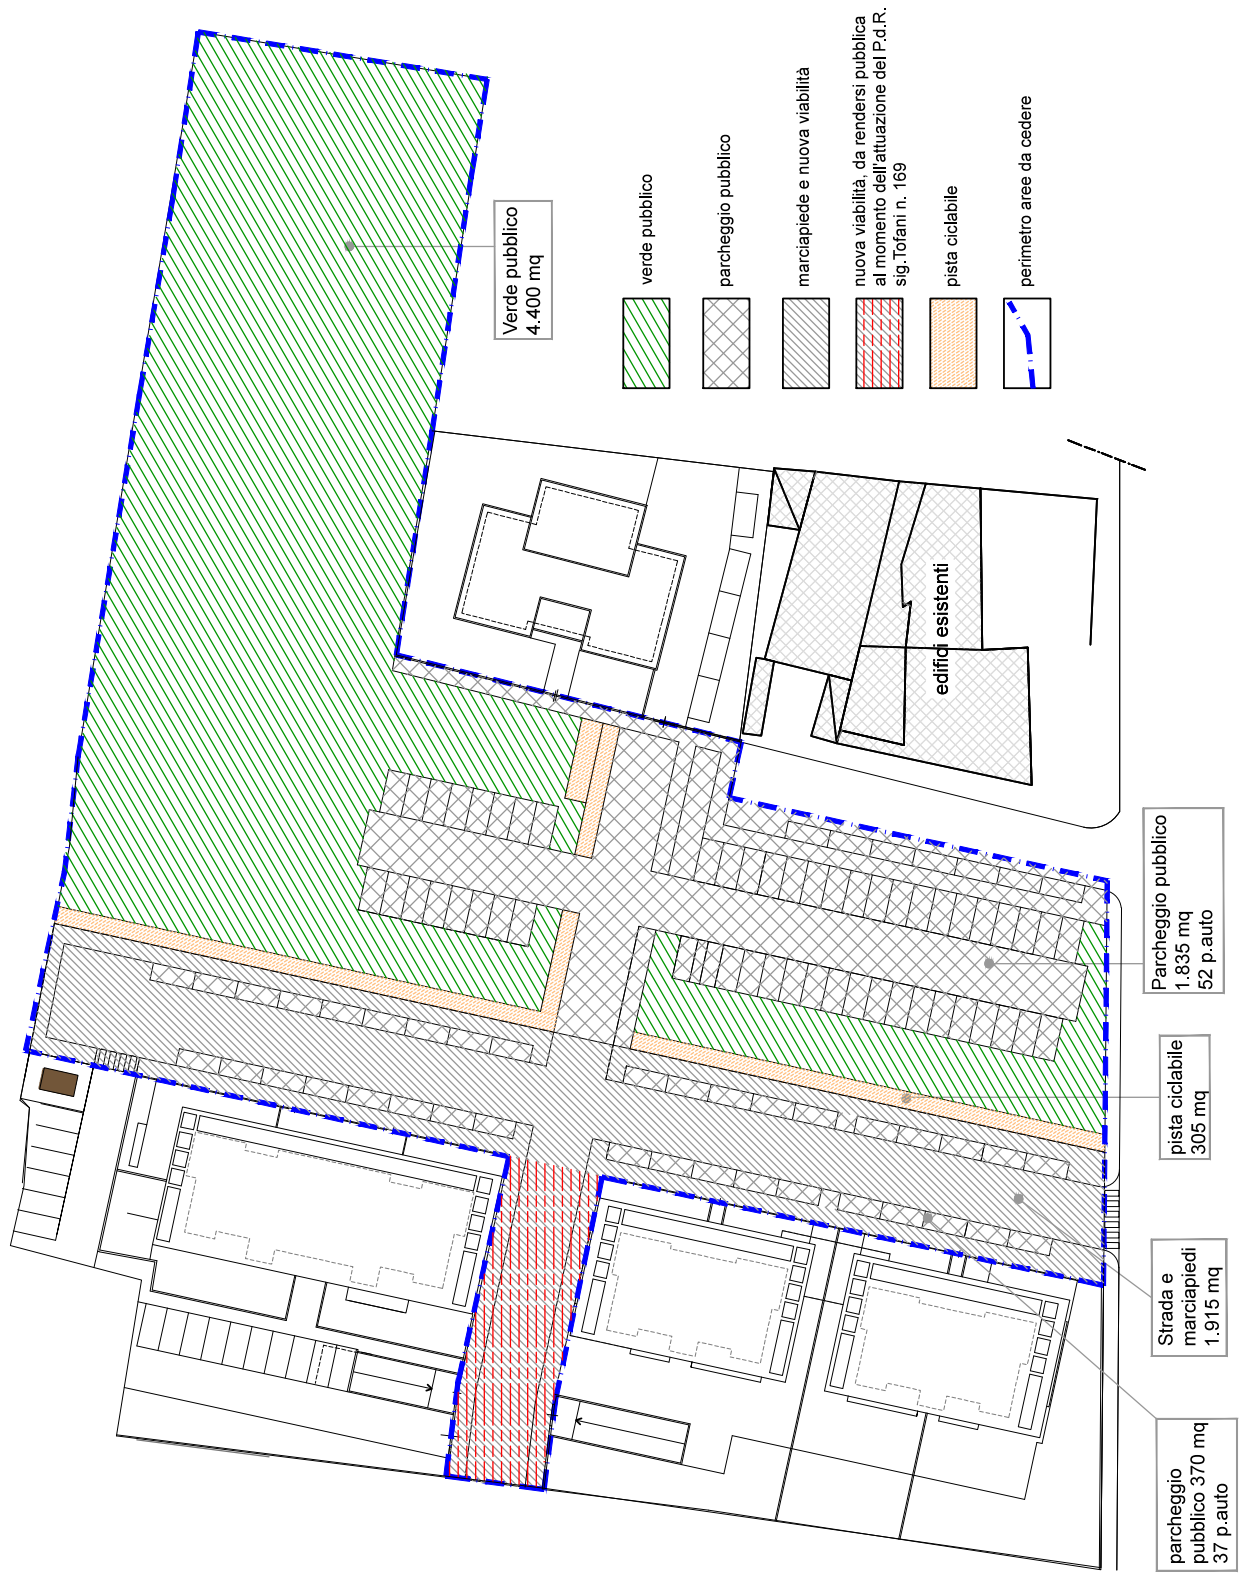 Verde pubblico
4.400 mq
verde pubblico
parcheggio pubblico
marciapiede e nuova viabilità
nuova viabilità, da rendersi pubblica
al momento dell'attuazione del P.d.R.
sig.Tofani n. 169
pista ciclabile
perimetro aree da cedere
edifici esistenti
Parcheggio pubblico
1.835 mq
52 p.auto
pista ciclabile
305 mq
Strada e
marciapiedi
1.915 mq
parcheggio
pubblico 370 mq
37 p.auto